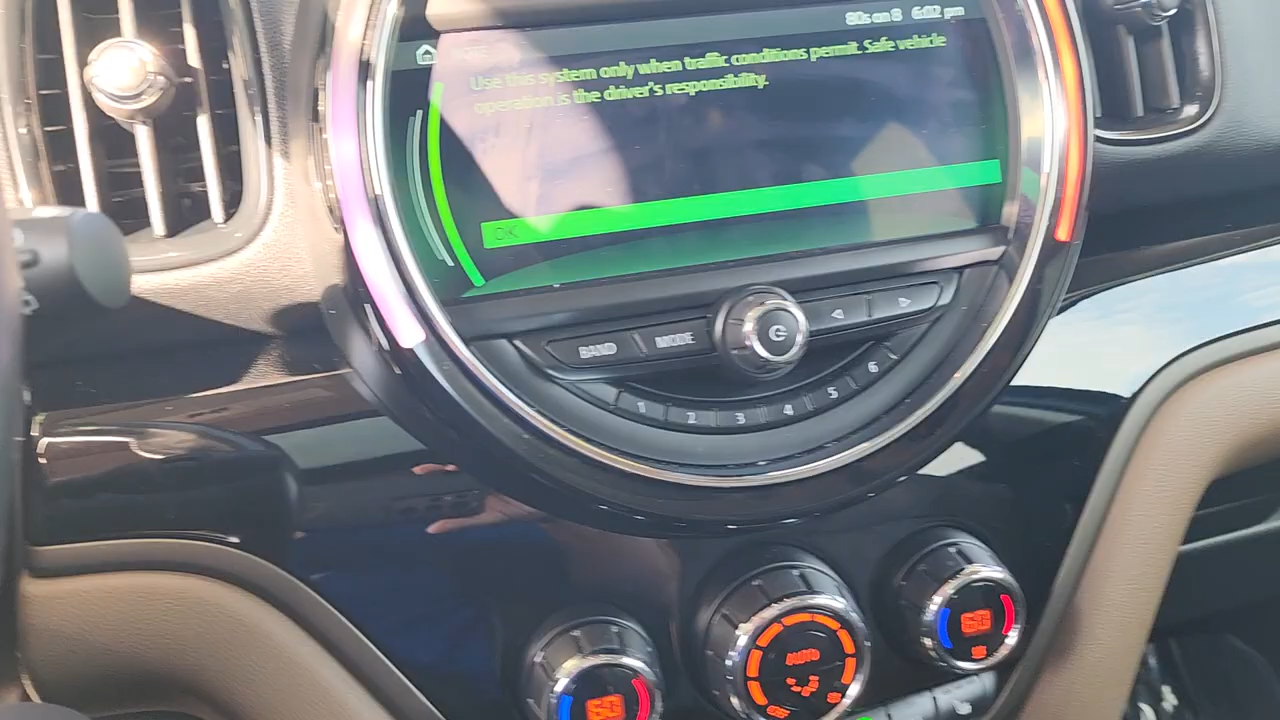 80s on 8 6:02 pm
Use this system only when traffic conditions permit. Safe vehicle
operation is the driver's responsibility.
OK
BAND MODE
1 2 3 4 5 6
AUTO
60